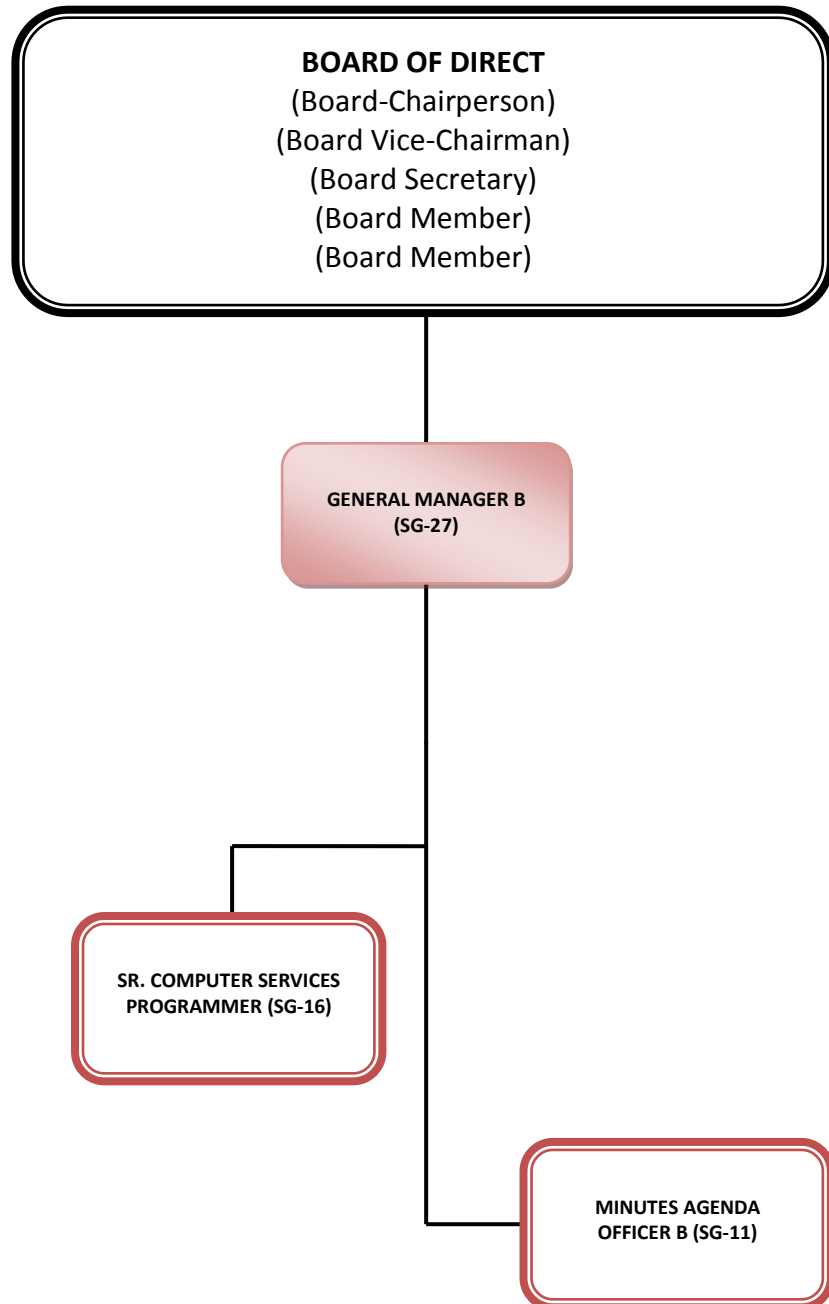 BOARD OF DIRECT
(Board-Chairperson)
(Board Vice-Chairman)
(Board Secretary)
(Board Member)
(Board Member)
GENERAL MANAGER B
(SG-27)
SR. COMPUTER SERVICES
PROGRAMMER (SG-16)
MINUTES AGENDA
OFFICER B (SG-11)